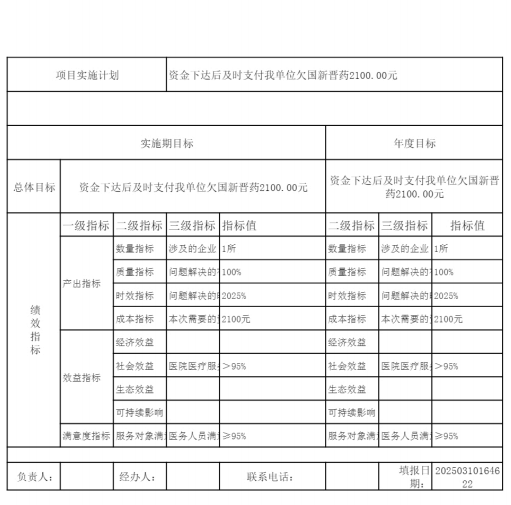 项目实施计划 资金下达后及时支付我单位欠国新晋药2100.00元
实施期目标 年度目标
总体目标 资金下达后及时支付我单位欠国新晋药2100.00元 资金下达后及时支付我单位欠国新晋
药2100.00元
绩效指标 一级指标 二级指标 三级指标 指标值 二级指标 三级指标 指标值
产出指标 数量指标 涉及的企业 1所 数量指标 涉及的企业 1所
质量指标 问题解决的 100% 质量指标 问题解决的 100%
时效指标 问题解决的 2025% 时效指标 问题解决的 2025%
成本指标 本次需要的 2100元 成本指标 本次需要的 2100元
效益指标 经济效益 经济效益
社会效益 医院医疗服 >95% 社会效益 医院医疗服 >95%
生态效益 生态效益
可持续影响 可持续影响
满意度指标 服务对象满 医务人员满 ≥95% 服务对象满 医务人员满 ≥95%
负责人: 经办人: 联系电话: 填报日
期: 202503101646
22